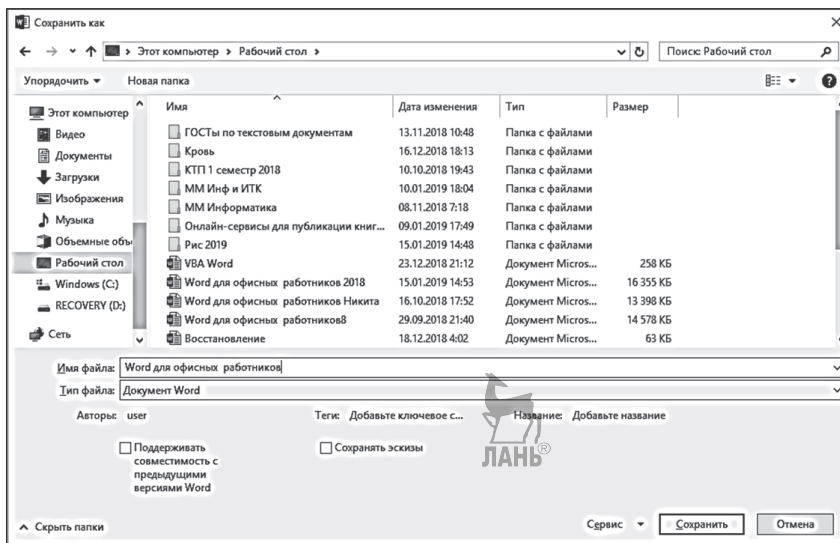 Сохранить как
Этот компьютер > Рабочий стол >
Поиск: Рабочий стол
Упорядочить
Новая папка
Этот компьютер
Видео
Документы
Загрузки
Изображения
Музыка
Объемные объ
Рабочий стол
Windows (C:)
RECOVERY (D:)
Сеть
Имя Дата изменения Тип Размер
ГОСТы по текстовым документам 13.11.2018 10:48 Папка с файлами
Кровь 16.12.2018 18:13 Папка с файлами
КТП 1 семестр 2018 10.10.2018 19:43 Папка с файлами
ММ Инф и ИТК 10.01.2019 18:04 Папка с файлами
ММ Информатика 08.11.2018 7:18 Папка с файлами
Онлайн-сервисы для публикации книг... 09.01.2019 17:49 Папка с файлами
Рис 2019 15.01.2019 14:48 Папка с файлами
VBA Word 23.12.2018 21:12 Документ Micros... 258 КБ
Word для офисных работников 2018 15.01.2019 14:53 Документ Micros... 16 355 КБ
Word для офисных работников Никита 16.10.2018 17:52 Документ Micros... 13 398 КБ
Word для офисных работников8 29.09.2018 21:40 Документ Micros... 14 578 КБ
Восстановление 18.12.2018 4:02 Документ Micros... 63 КБ
Имя файла: Word для офисных работников
Тип файла: Документ Word
Авторы: user
Теги: Добавьте ключевое с...
Название: Добавьте название
Поддерживать
совместимость с
предыдущими
версиями Word
Сохранять эскизы
ЛАНЬ®
Скрыть папки
Сервис
Сохранить
Отмена